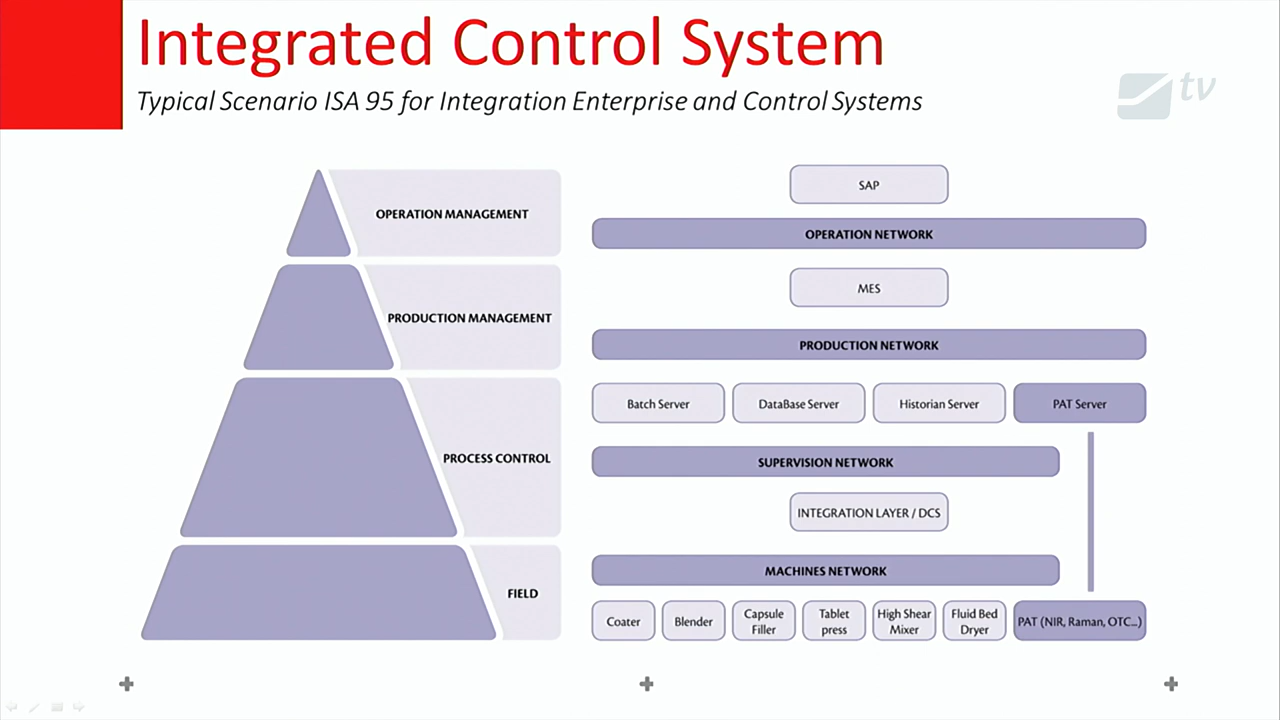 Integrated Control System
Typical Scenario ISA 95 for Integration Enterprise and Control Systems
tv
OPERATION MANAGEMENT
PRODUCTION MANAGEMENT
PROCESS CONTROL
FIELD
SAP
OPERATION NETWORK
MES
PRODUCTION NETWORK
Batch Server
DataBase Server
Historian Server
PAT Server
SUPERVISION NETWORK
INTEGRATION LAYER / DCS
MACHINES NETWORK
Coater
Blender
Capsule
Filler
Tablet
press
High Shear
Mixer
Fluid Bed
Dryer
PAT (NIR, Raman, OTC...)